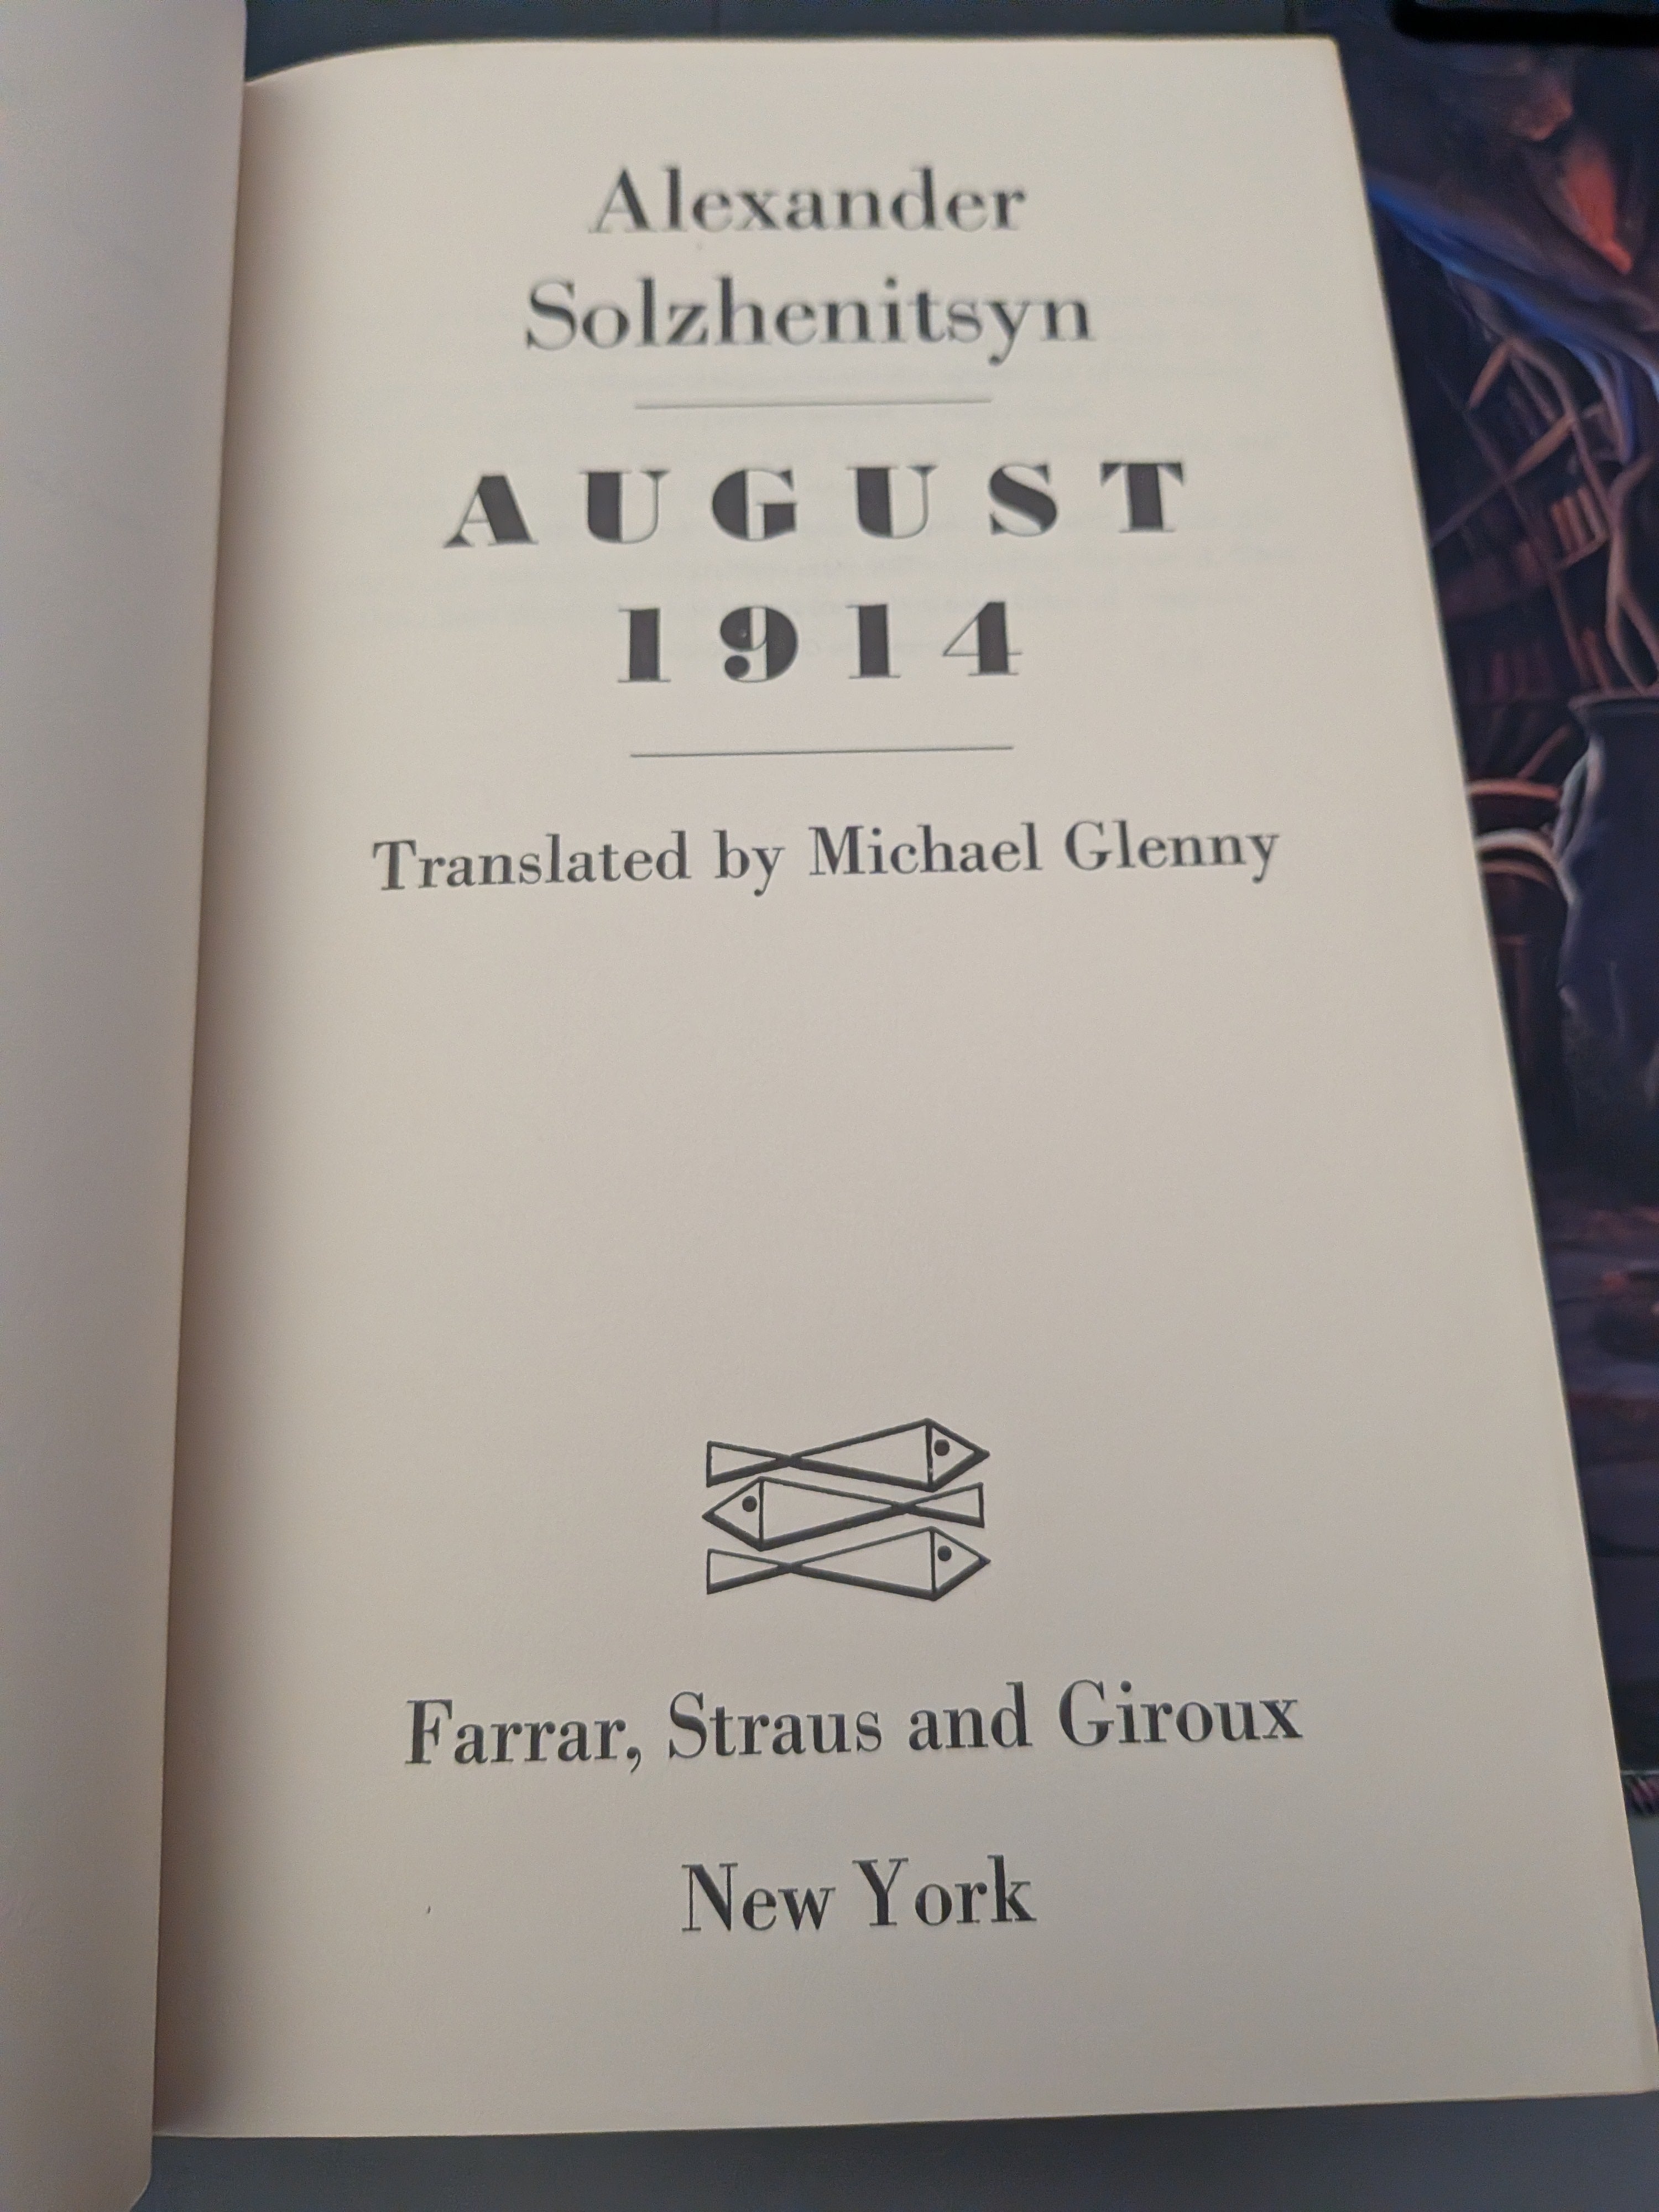 Alexander
Solzhenitsyn
AUGUST
1914
Translated by Michael Glenny
Farrar, Straus and Giroux
New York